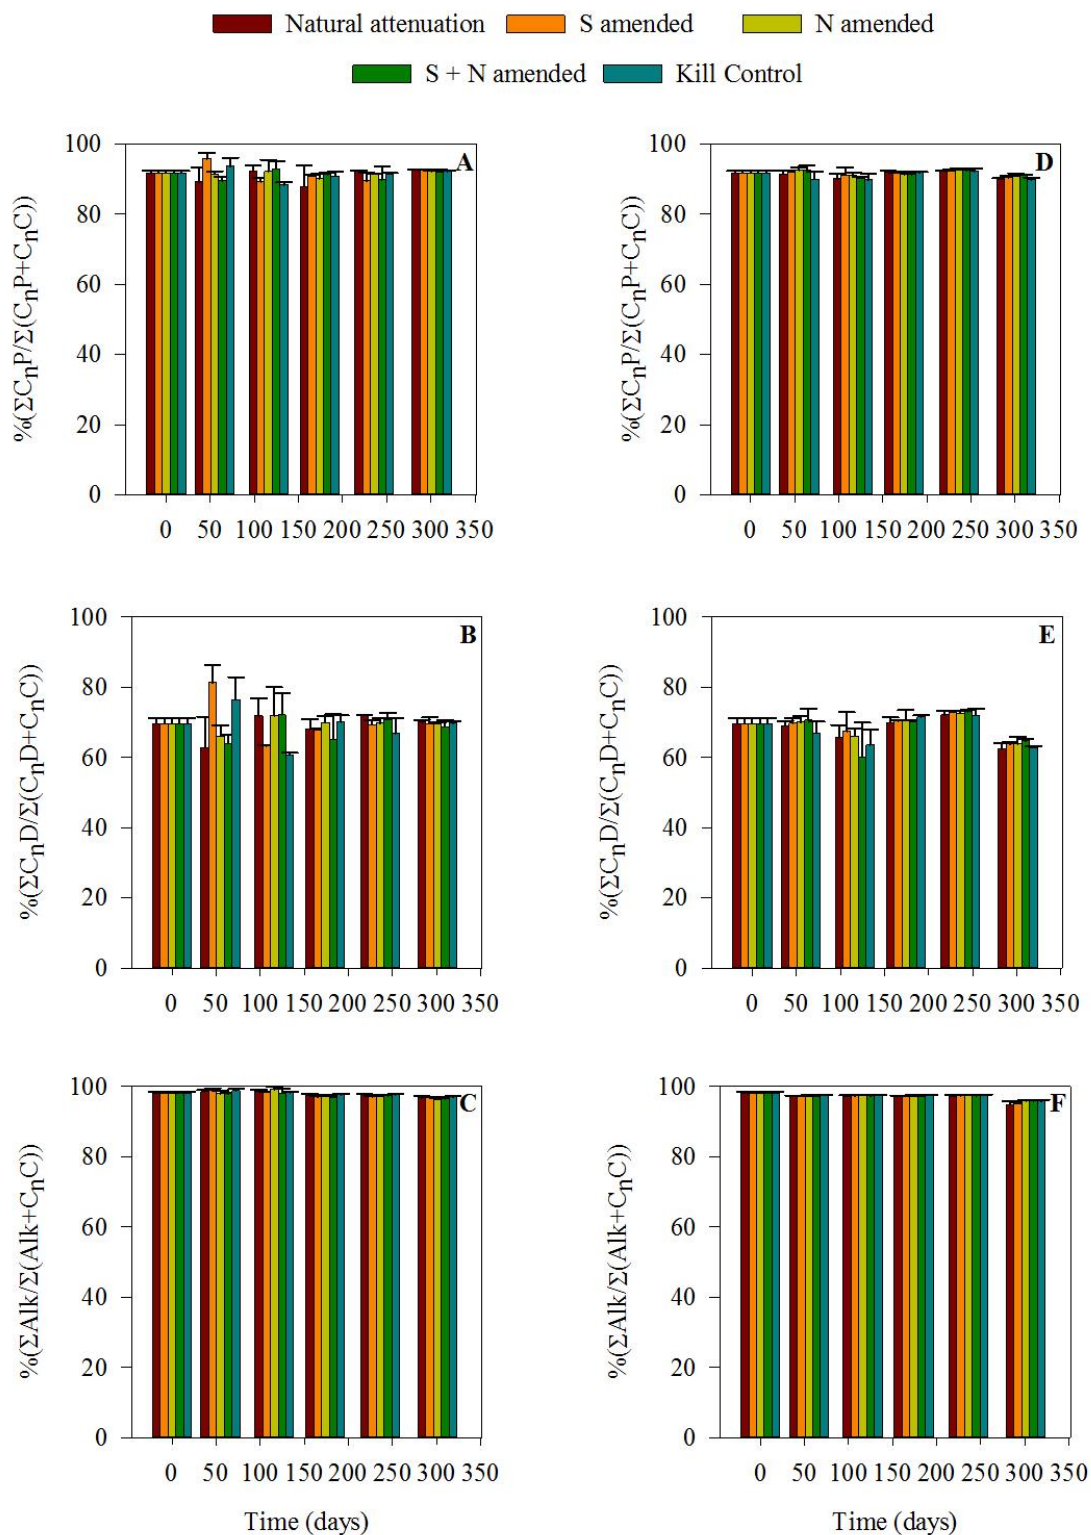 Natural attenuation S amended N amended
S + N amended Kill Control
%(ΣCnP/Σ(CnP+CnC))
100
80
60
40
20
0
A
0 50 100 150 200 250 300 350
%(ΣCnP/Σ(CnP+CnC))
100
80
60
40
20
0
D
0 50 100 150 200 250 300 350
%(ΣCnD/Σ(CnD+CnC))
100
80
60
40
20
0
B
0 50 100 150 200 250 300 350
%(ΣCnD/Σ(CnD+CnC))
100
80
60
40
20
0
E
0 50 100 150 200 250 300 350
%(ΣAlk/Σ(Alk+CnC))
100
80
60
40
20
0
C
0 50 100 150 200 250 300 350
Time (days)
%(ΣAlk/Σ(Alk+CnC))
100
80
60
40
20
0
F
0 50 100 150 200 250 300 350
Time (days)